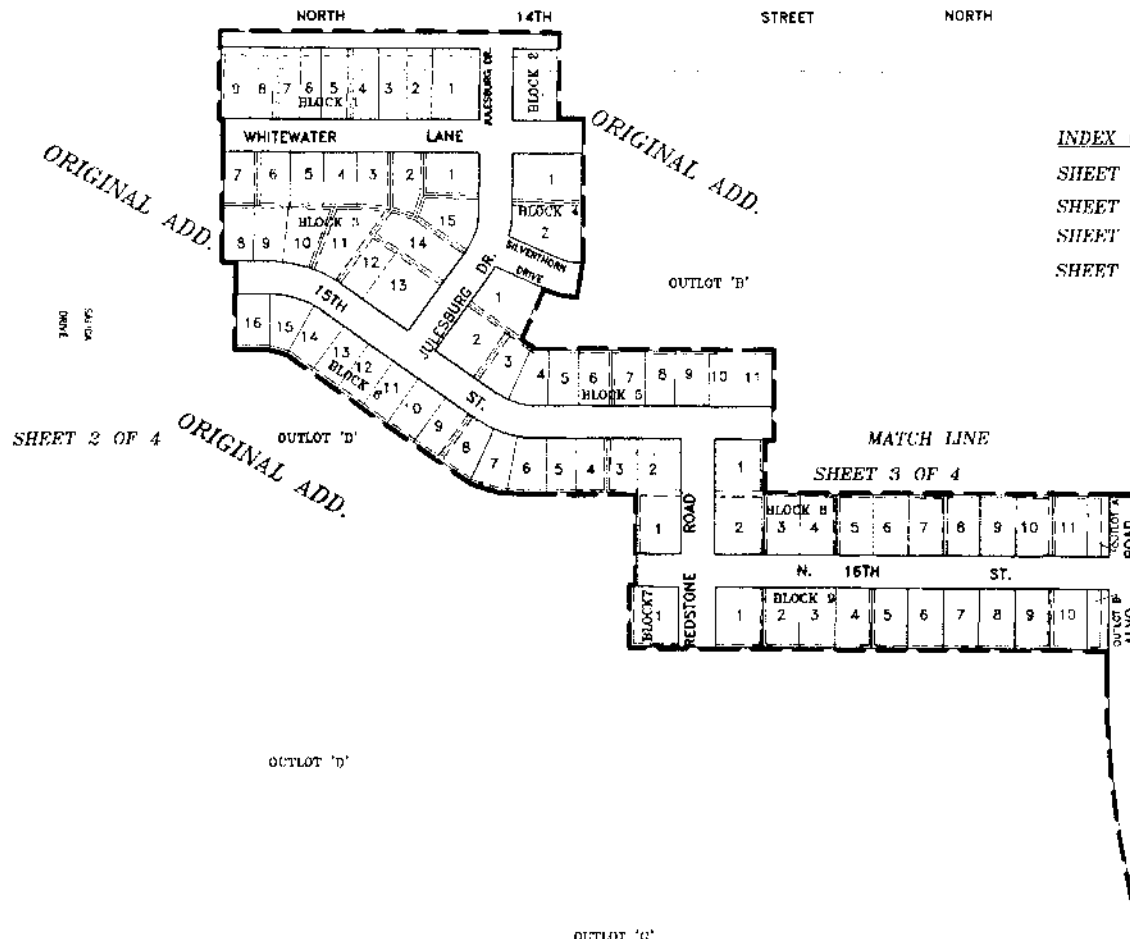 NORTH 14TH STREET NORTH
JULESBURG DR.
BLOCK 2
9 8 7 6 5 4 3 2 1
BLOCK 1
WHITEWATER LANE
ORIGINAL ADD.
ORIGINAL ADD.
INDEX
SHEET
SHEET
SHEET
SHEET
7 6 5 4 3 2 1
BLOCK 3
15
14
8 9 10 11 12 13
1
BLOCK 4
2
SILVERTHORN
DRIVE
JULESBURG DR.
OUTLOT 'B'
15TH ST.
DRIVE
16 15 14 13 12 11 10 9 8 7 6 5 4 3 2
BLOCK 6
1
1 2 3 4 5 6 7 8 9 10 11
BLOCK 5
SHEET 2 OF 4
ORIGINAL ADD.
OUTLOT 'D'
MATCH LINE
SHEET 3 OF 4
REDSTONE ROAD
1
2 3 4 5 6 7 8 9 10 11
BLOCK 8
OUTLOT A
ROAD
N. 16TH ST.
BLOCK 7
1
1 2 3 4 5 6 7 8 9 10
BLOCK 9
OUTLOT B
OUTLOT 'D'
OUTLOT 'G'